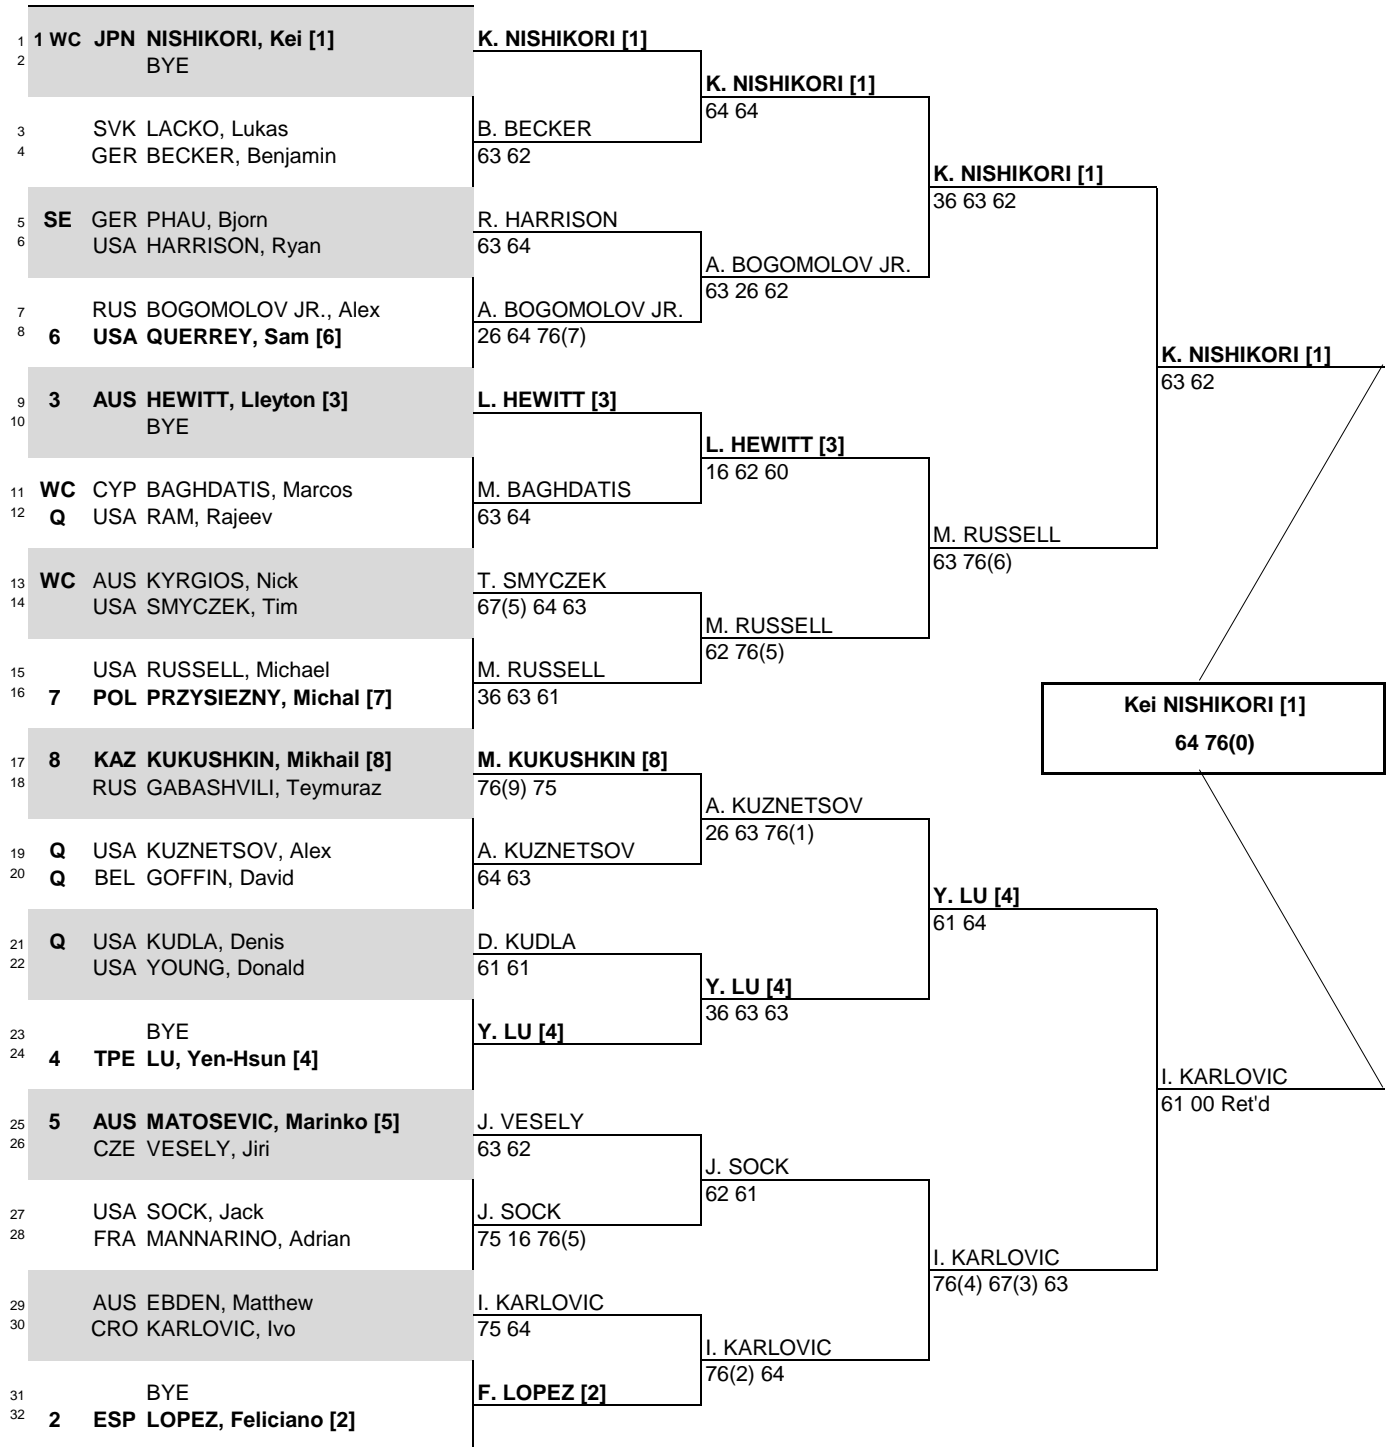 1 1 WC JPN NISHIKORI, Kei [1]
2 BYE
3 SVK LACKO, Lukas
4 GER BECKER, Benjamin
5 SE GER PHAU, Bjorn
6 USA HARRISON, Ryan
7 RUS BOGOMOLOV JR., Alex
8 6 USA QUERREY, Sam [6]
9 3 AUS HEWITT, Lleyton [3]
10 BYE
11 WC CYP BAGHDATIS, Marcos
12 Q USA RAM, Rajeev
13 WC AUS KYRGIOS, Nick
14 USA SMYCZEK, Tim
15 USA RUSSELL, Michael
16 7 POL PRZYSIEZNY, Michal [7]
17 8 KAZ KUKUSHKIN, Mikhail [8]
18 RUS GABASHVILI, Teymuraz
19 Q USA KUZNETSOV, Alex
20 Q BEL GOFFIN, David
21 Q USA KUDLA, Denis
22 USA YOUNG, Donald
23 BYE
24 4 TPE LU, Yen-Hsun [4]
25 5 AUS MATOSEVIC, Marinko [5]
26 CZE VESELY, Jiri
27 USA SOCK, Jack
28 FRA MANNARINO, Adrian
29 AUS EBDEN, Matthew
30 CRO KARLOVIC, Ivo
31 BYE
32 2 ESP LOPEZ, Feliciano [2]
K. NISHIKORI [1]
B. BECKER
63 62
R. HARRISON
63 64
A. BOGOMOLOV JR.
26 64 76(7)
L. HEWITT [3]
M. BAGHDATIS
63 64
T. SMYCZEK
67(5) 64 63
M. RUSSELL
36 63 61
M. KUKUSHKIN [8]
76(9) 75
A. KUZNETSOV
64 63
D. KUDLA
61 61
Y. LU [4]
J. VESELY
63 62
J. SOCK
75 16 76(5)
I. KARLOVIC
75 64
F. LOPEZ [2]
K. NISHIKORI [1]
64 64
A. BOGOMOLOV JR.
63 26 62
L. HEWITT [3]
16 62 60
M. RUSSELL
62 76(5)
A. KUZNETSOV
26 63 76(1)
Y. LU [4]
36 63 63
J. SOCK
62 61
I. KARLOVIC
76(2) 64
K. NISHIKORI [1]
36 63 62
M. RUSSELL
63 76(6)
Y. LU [4]
61 64
I. KARLOVIC
76(4) 67(3) 63
K. NISHIKORI [1]
63 62
I. KARLOVIC
61 00 Ret'd
Kei NISHIKORI [1]
64 76(0)